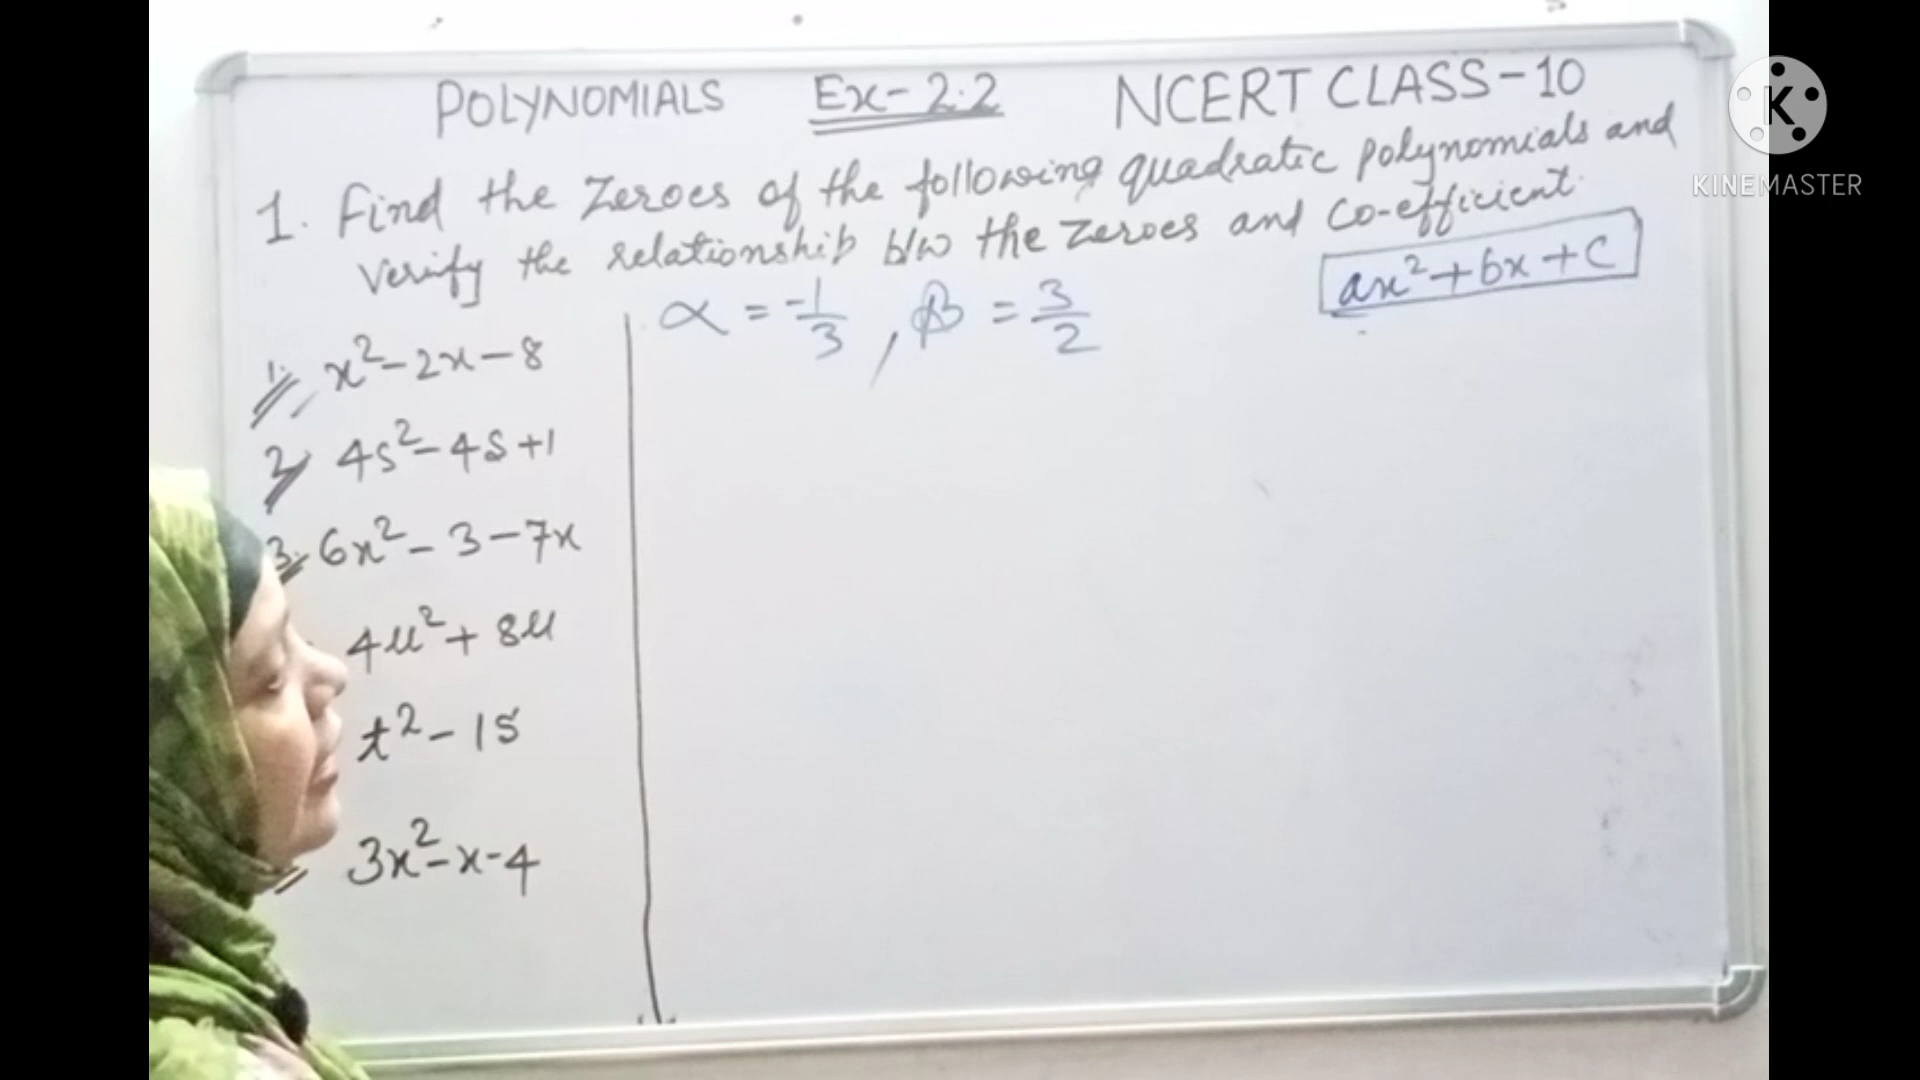 POLYNOMIALS Ex-2.2 NCERT CLASS-10
1. Find the Zeroes of the following quadratic polynomials and
verify the relationship b/w the zeroes and co-efficient.
ax²+bx+c
α = -1/3, β = 3/2
1. x²-2x-8
2 4s²-4s+1
3. 6x²-3-7x
4u²+8u
t²-15
3x²-x-4
K
KINEMASTER